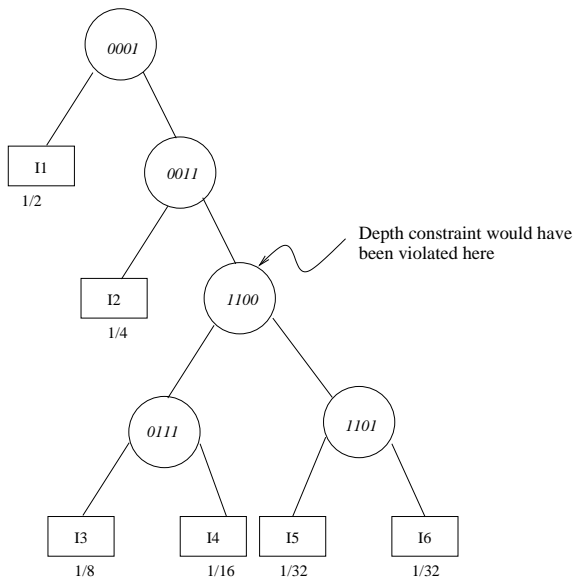 0001
I1
1/2
0011
Depth constraint would have
been violated here
I2
1/4
1100
0111
1101
I3
I4
I5
I6
1/8
1/16
1/32
1/32